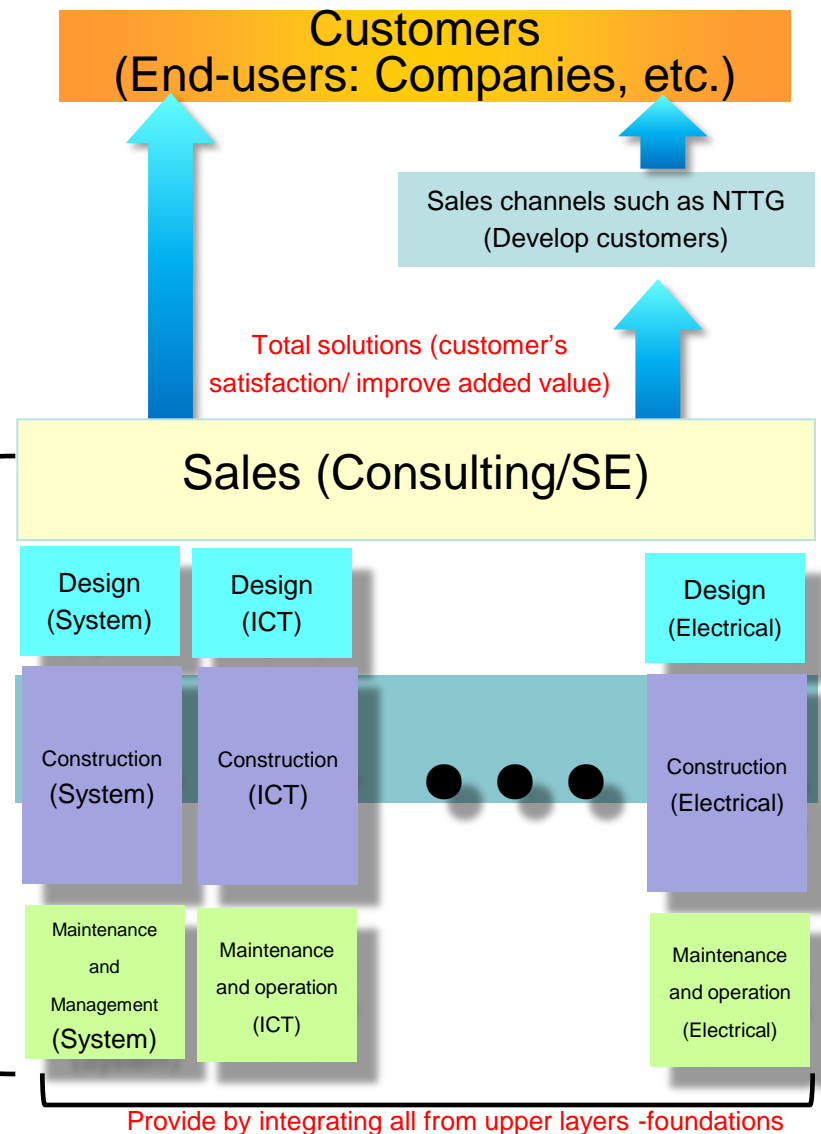 Customers
(End-users: Companies, etc.)
Sales channels such as NTTG
(Develop customers)
Total solutions (customer's
satisfaction/ improve added value)
Sales (Consulting/SE)
Design
(System)
Design
(ICT)
Design
(Electrical)
Construction
(System)
Construction
(ICT)
● ● ●
Construction
(Electrical)
Maintenance
and
Management
(System)
Maintenance
and operation
(ICT)
Maintenance
and operation
(Electrical)
Provide by integrating all from upper layers -foundations